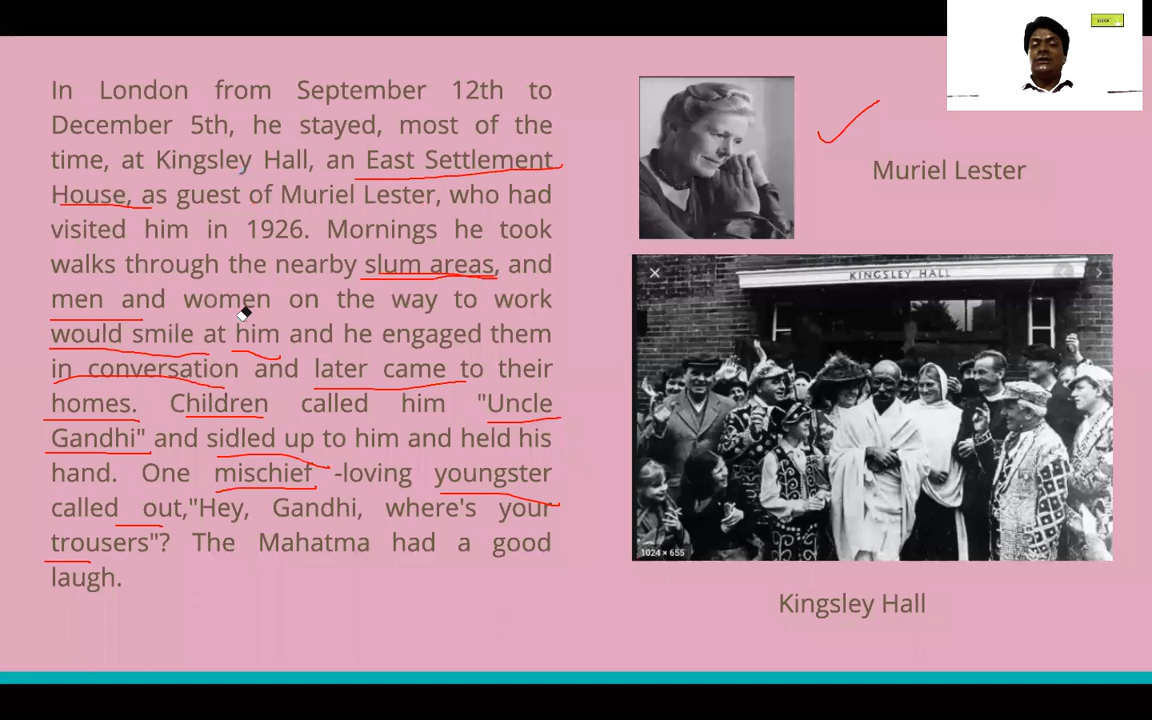 In London from September 12th to
December 5th, he stayed, most of the
time, at Kingsley Hall, an East Settlement
House, as guest of Muriel Lester, who had
visited him in 1926. Mornings he took
walks through the nearby slum areas, and
men and women on the way to work
would smile at him and he engaged them
in conversation and later came to their
homes. Children called him "Uncle
Gandhi" and sidled up to him and held his
hand. One mischief -loving youngster
called out,"Hey, Gandhi, where's your
trousers"? The Mahatma had a good
laugh.
Muriel Lester
KINGSLEY HALL
1024 × 655
Kingsley Hall